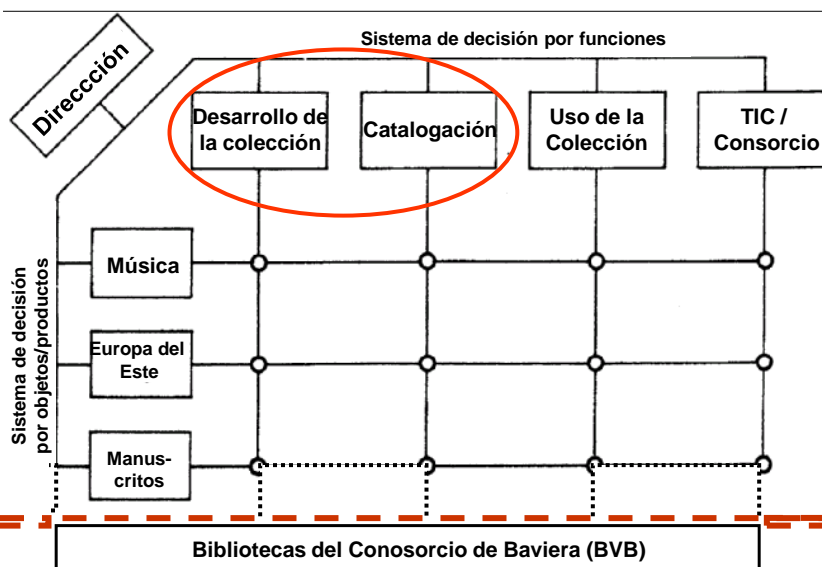 Sistema de decisión por funciones
Direccción
Desarrollo de
la colección
Catalogación
Uso de la
Colección
TIC /
Consorcio
Sistema de decisión
por objetos/productos
Música
Europa del
Este
Manus-
critos
Bibliotecas del Conosorcio de Baviera (BVB)